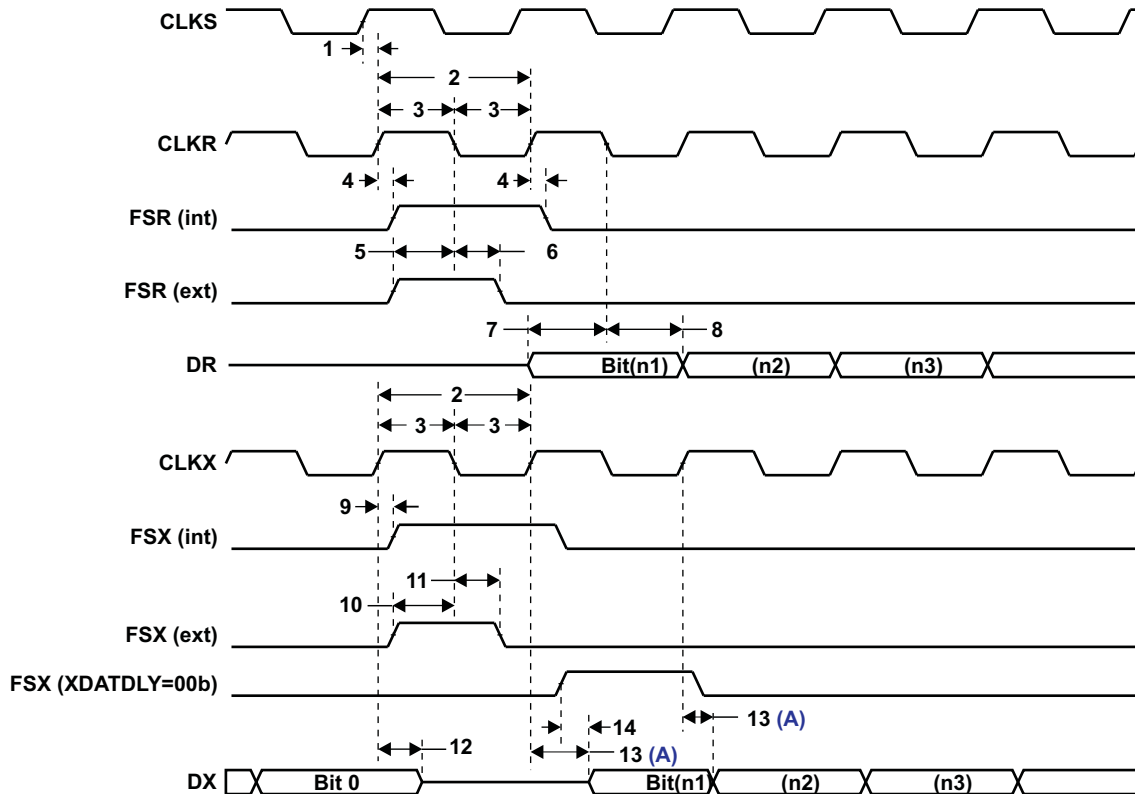 CLKS
1
2
3 3
CLKR
4 4
FSR (int)
5 6
FSR (ext)
7 8
DR Bit(n1) (n2) (n3)
2
3 3
CLKX
9
FSX (int)
11
10
FSX (ext)
FSX (XDATDLY=00b)
13 (A)
14
12 13 (A)
DX Bit 0 Bit(n1) (n2) (n3)